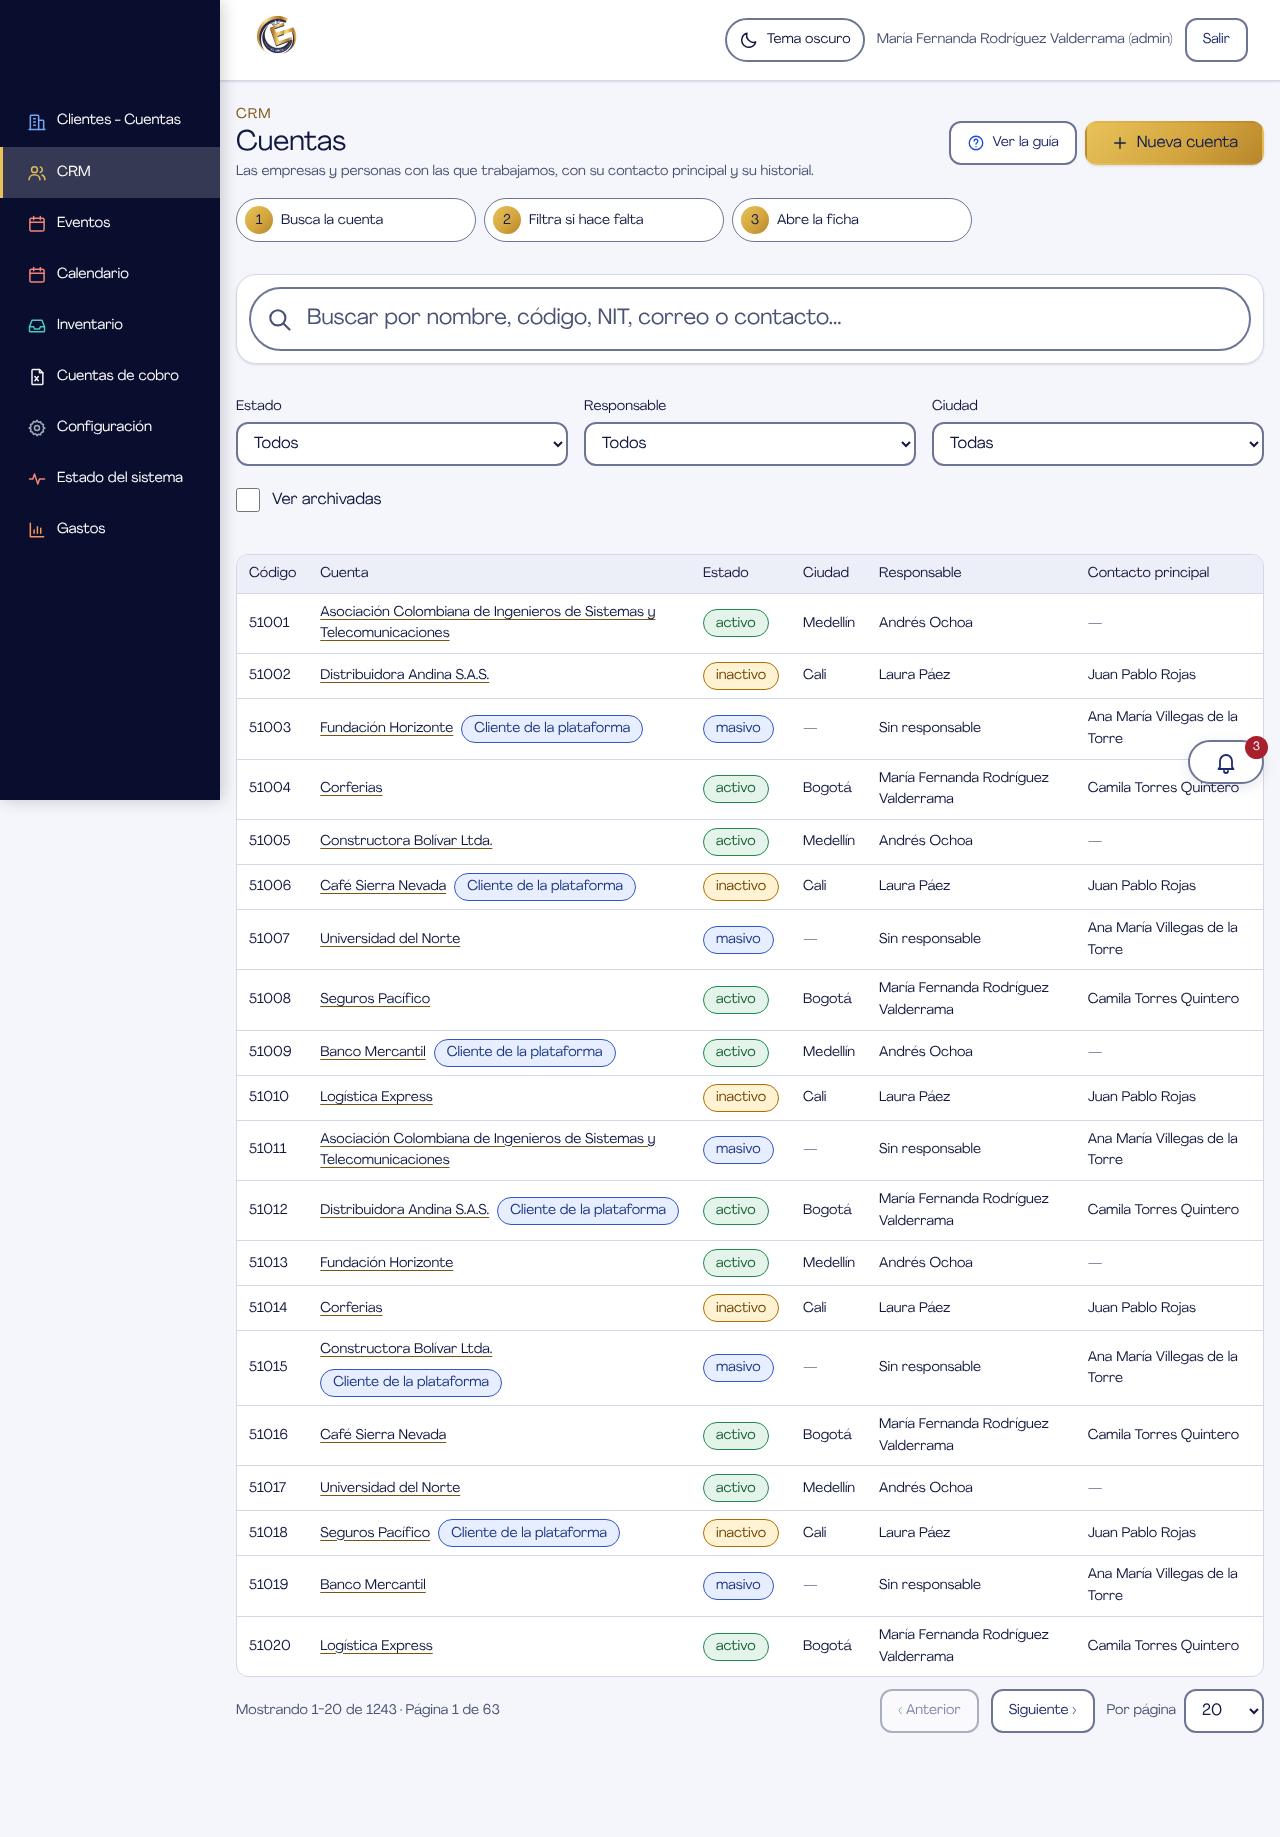 Tema oscuro
María Fernanda Rodríguez Valderrama (admin)
Salir
Clientes - Cuentas
CRM
Eventos
Calendario
Inventario
Cuentas de cobro
Configuración
Estado del sistema
Gastos
CRM
Cuentas
Las empresas y personas con las que trabajamos, con su contacto principal y su historial.
Ver la guía
Nueva cuenta
1 Busca la cuenta
2 Filtra si hace falta
3 Abre la ficha
Buscar por nombre, código, NIT, correo o contacto...
Estado Responsable Ciudad
Todos Todos Todas
Ver archivadas
Código Cuenta Estado Ciudad Responsable Contacto principal
51001 Asociación Colombiana de Ingenieros de Sistemas y Telecomunicaciones activo Medellín Andrés Ochoa —
51002 Distribuidora Andina S.A.S. inactivo Cali Laura Páez Juan Pablo Rojas
51003 Fundación Horizonte Cliente de la plataforma masivo — Sin responsable Ana María Villegas de la Torre
3
51004 Corferias activo Bogotá María Fernanda Rodríguez Valderrama Camila Torres Quintero
51005 Constructora Bolívar Ltda. activo Medellín Andrés Ochoa —
51006 Café Sierra Nevada Cliente de la plataforma inactivo Cali Laura Páez Juan Pablo Rojas
51007 Universidad del Norte masivo — Sin responsable Ana María Villegas de la Torre
51008 Seguros Pacífico activo Bogotá María Fernanda Rodríguez Valderrama Camila Torres Quintero
51009 Banco Mercantil Cliente de la plataforma activo Medellín Andrés Ochoa —
51010 Logística Express inactivo Cali Laura Páez Juan Pablo Rojas
51011 Asociación Colombiana de Ingenieros de Sistemas y Telecomunicaciones masivo — Sin responsable Ana María Villegas de la Torre
51012 Distribuidora Andina S.A.S. Cliente de la plataforma activo Bogotá María Fernanda Rodríguez Valderrama Camila Torres Quintero
51013 Fundación Horizonte activo Medellín Andrés Ochoa —
51014 Corferias inactivo Cali Laura Páez Juan Pablo Rojas
51015 Constructora Bolívar Ltda. Cliente de la plataforma masivo — Sin responsable Ana María Villegas de la Torre
51016 Café Sierra Nevada activo Bogotá María Fernanda Rodríguez Valderrama Camila Torres Quintero
51017 Universidad del Norte activo Medellín Andrés Ochoa —
51018 Seguros Pacífico Cliente de la plataforma inactivo Cali Laura Páez Juan Pablo Rojas
51019 Banco Mercantil masivo — Sin responsable Ana María Villegas de la Torre
51020 Logística Express activo Bogotá María Fernanda Rodríguez Valderrama Camila Torres Quintero
Mostrando 1–20 de 1243 · Página 1 de 63
‹ Anterior
Siguiente ›
Por página
20